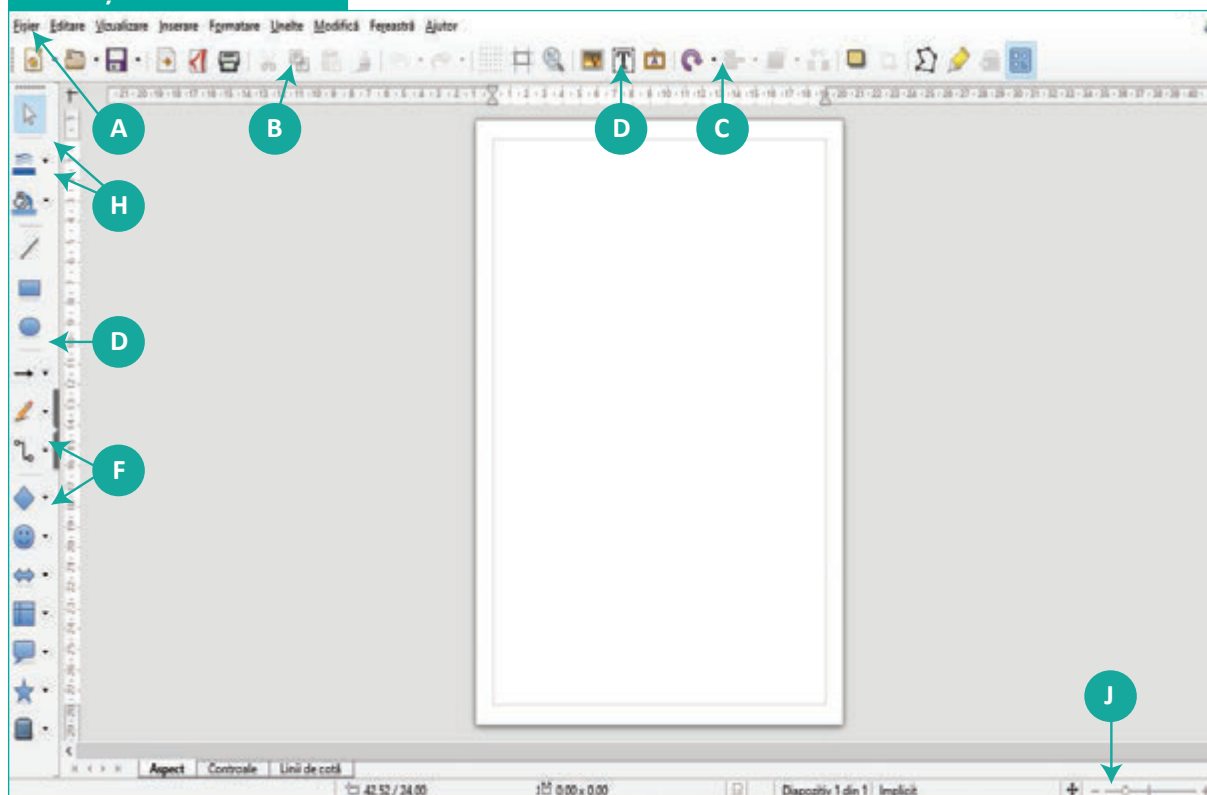 Fișier Editare Vizualizare Inserare Formatare Unelte Modifică Fereastră Ajutor
A B D C
H
D
F
J
Aspect Controale Linii de cotă
42.52 / 24.00 0.00 x 0.00 Diapozitiv 1 din 1 Implicit